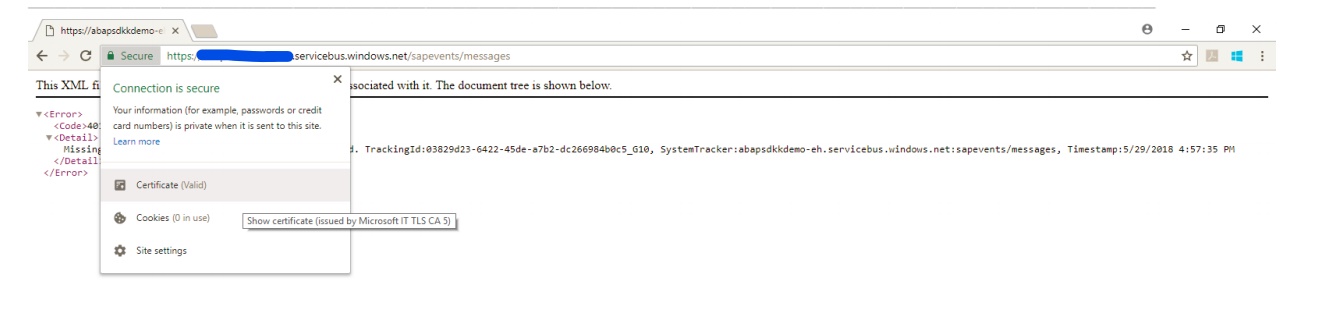 https://abapsdkkdemo-e
Secure https:/ .servicebus.windows.net/sapevents/messages
This XML fi ssociated with it. The document tree is shown below.
Connection is secure
Your information (for example, passwords or credit
card numbers) is private when it is sent to this site.
Learn more
▼<Error>
<Code>40
▼<Detail>
Missing d. TrackingId:03829d23-6422-45de-a7b2-dc266984b0c5_G10, SystemTracker:abapsdkkdemo-eh.servicebus.windows.net:sapevents/messages, Timestamp:5/29/2018 4:57:35 PM
</Detail
</Error>
Certificate (Valid)
Cookies (0 in use)
Show certificate (issued by Microsoft IT TLS CA 5)
Site settings